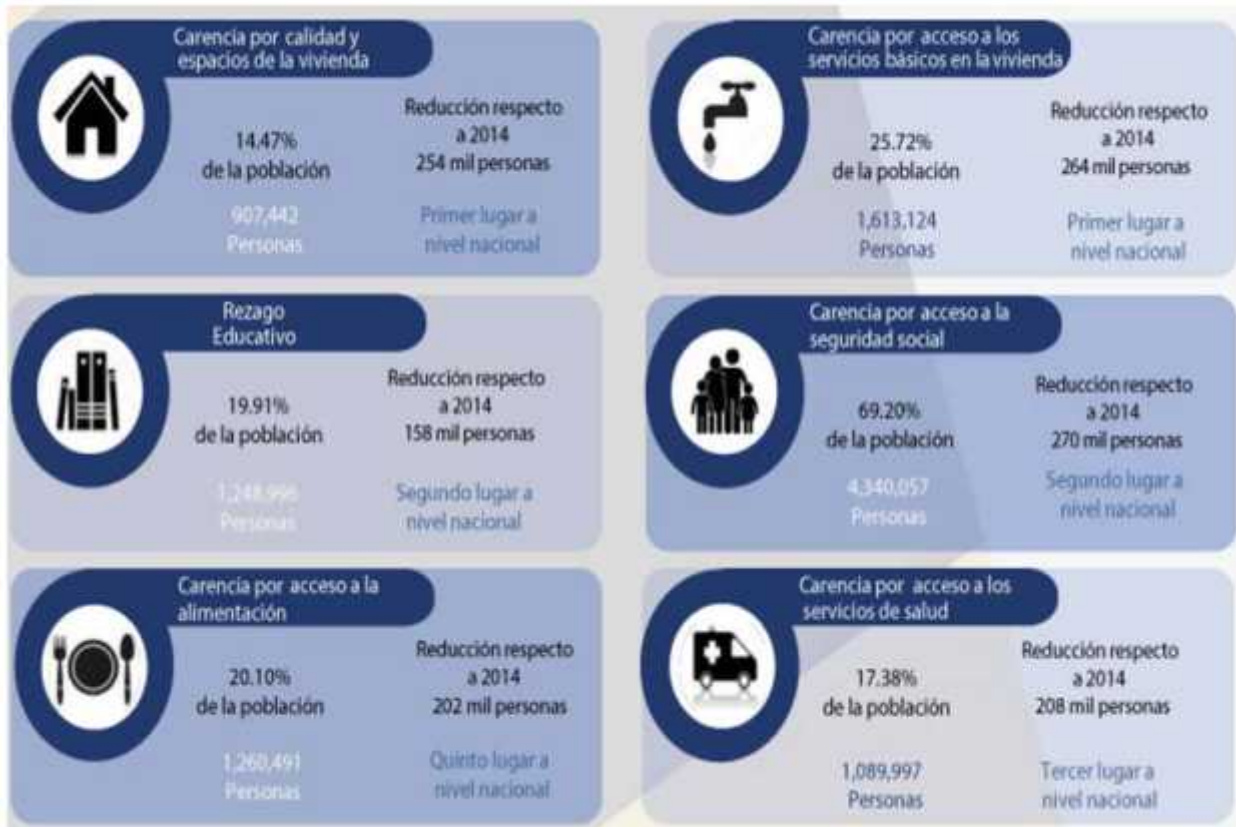 Carencia por calidad y
espacios de la vivienda
14.47%
de la población
Reducción respecto
a 2014
254 mil personas
907,442
Personas
Primer lugar a
nivel nacional
Carencia por acceso a los
servicios básicos en la vivienda
25.72%
de la población
Reducción respecto
a 2014
264 mil personas
1,613,124
Personas
Primer lugar a
nivel nacional
Rezago
Educativo
19.91%
de la población
Reducción respecto
a 2014
158 mil personas
1,248,996
Personas
Segundo lugar a
nivel nacional
Carencia por acceso a la
seguridad social
69.20%
de la población
Reducción respecto
a 2014
270 mil personas
4,340,057
Personas
Segundo lugar a
nivel nacional
Carencia por acceso a la
alimentación
20.10%
de la población
Reducción respecto
a 2014
202 mil personas
1,260,491
Personas
Quinto lugar a
nivel nacional
Carencia por acceso a los
servicios de salud
17.38%
de la población
Reducción respecto
a 2014
208 mil personas
1,089,997
Personas
Tercer lugar a
nivel nacional